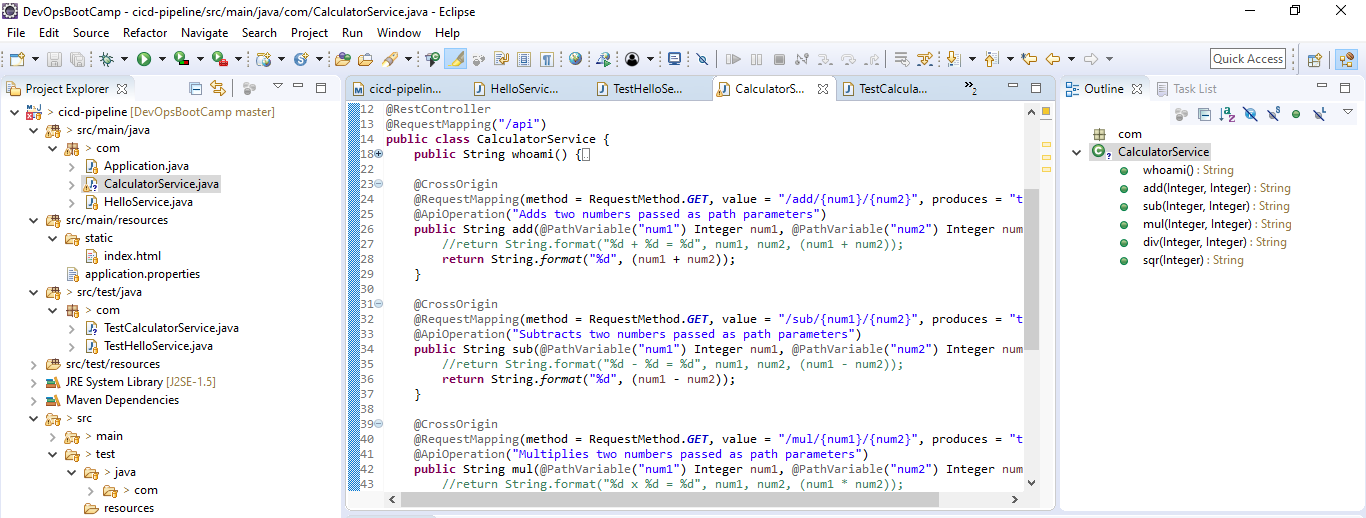 DevOpsBootCamp - cicd-pipeline/src/main/java/com/CalculatorService.java - Eclipse
File Edit Source Refactor Navigate Search Project Run Window Help
Quick Access
Project Explorer
cicd-pipeline [DevOpsBootCamp master]
src/main/java
com
Application.java
CalculatorService.java
HelloService.java
src/main/resources
static
index.html
application.properties
src/test/java
com
TestCalculatorService.java
TestHelloService.java
src/test/resources
JRE System Library [J2SE-1.5]
Maven Dependencies
src
main
test
java
com
resources
cicd-pipelin... HelloServic... TestHelloSe... CalculatorS... TestCalcula... »2
12 @RestController
13 @RequestMapping("/api")
14 public class CalculatorService {
18 public String whoami() {
22
23 @CrossOrigin
24 @RequestMapping(method = RequestMethod.GET, value = "/add/{num1}/{num2}", produces = "t
25 @ApiOperation("Adds two numbers passed as path parameters")
26 public String add(@PathVariable("num1") Integer num1, @PathVariable("num2") Integer num
27 //return String.format("%d + %d = %d", num1, num2, (num1 + num2));
28 return String.format("%d", (num1 + num2));
29 }
30
31 @CrossOrigin
32 @RequestMapping(method = RequestMethod.GET, value = "/sub/{num1}/{num2}", produces = "t
33 @ApiOperation("Subtracts two numbers passed as path parameters")
34 public String sub(@PathVariable("num1") Integer num1, @PathVariable("num2") Integer num
35 //return String.format("%d - %d = %d", num1, num2, (num1 - num2));
36 return String.format("%d", (num1 - num2));
37 }
38
39 @CrossOrigin
40 @RequestMapping(method = RequestMethod.GET, value = "/mul/{num1}/{num2}", produces = "t
41 @ApiOperation("Multiplies two numbers passed as path parameters")
42 public String mul(@PathVariable("num1") Integer num1, @PathVariable("num2") Integer num
43 //return String.format("%d x %d = %d", num1, num2, (num1 * num2));
Outline Task List
com
CalculatorService
whoami() : String
add(Integer, Integer) : String
sub(Integer, Integer) : String
mul(Integer, Integer) : String
div(Integer, Integer) : String
sqr(Integer) : String